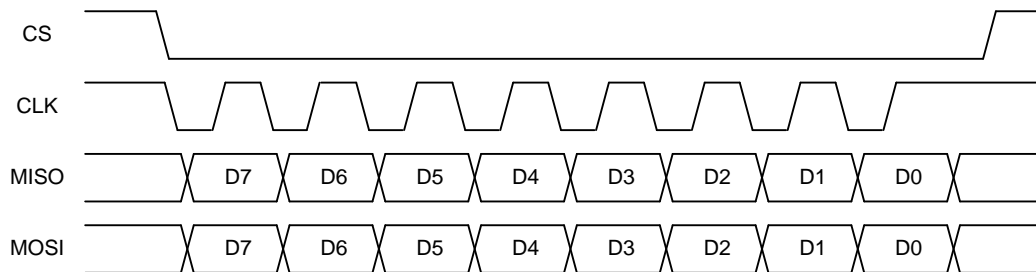 CS
CLK
MISO D7 D6 D5 D4 D3 D2 D1 D0
MOSI D7 D6 D5 D4 D3 D2 D1 D0